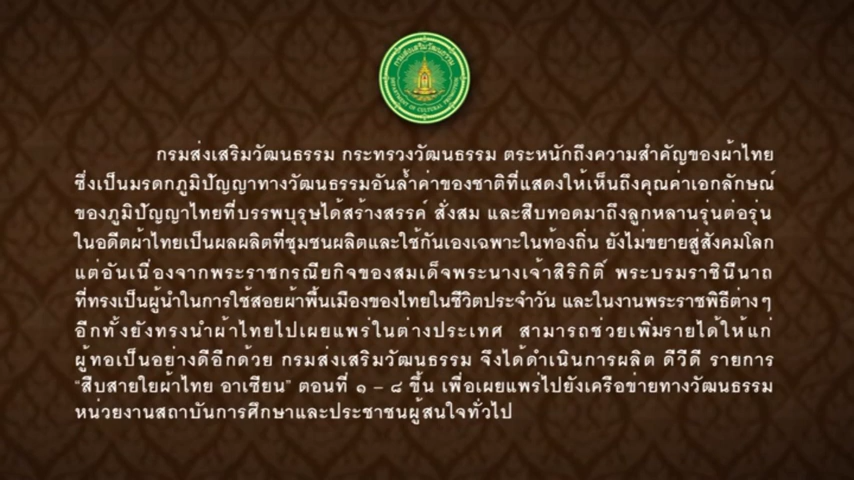 กรมส่งเสริมวัฒนธรรม
DEPARTMENT OF CULTURAL PROMOTION
กรมส่งเสริมวัฒนธรรม กระทรวงวัฒนธรรม ตระหนักถึงความสำคัญของผ้าไทย
ซึ่งเป็นมรดกภูมิปัญญาทางวัฒนธรรมอันล้ำค่าของชาติที่แสดงให้เห็นถึงคุณค่าเอกลักษณ์
ของภูมิปัญญาไทยที่บรรพบุรุษได้สร้างสรรค์ สั่งสม และสืบทอดมาถึงลูกหลานรุ่นต่อรุ่น
ในอดีตผ้าไทยเป็นผลผลิตที่ชุมชนผลิตและใช้กันเองเฉพาะในท้องถิ่น ยังไม่ขยายสู่สังคมโลก
แต่อันเนื่องจากพระราชกรณียกิจของสมเด็จพระนางเจ้าสิริกิติ์ พระบรมราชินีนาถ
ที่ทรงเป็นผู้นำในการใช้สอยผ้าพื้นเมืองของไทยในชีวิตประจำวัน และในงานพระราชพิธีต่างๆ
อีกทั้งยังทรงนำผ้าไทยไปเผยแพร่ในต่างประเทศ สามารถช่วยเพิ่มรายได้ให้แก่
ผู้ทอเป็นอย่างดีอีกด้วย กรมส่งเสริมวัฒนธรรม จึงได้ดำเนินการผลิต ดีวีดี รายการ
“สืบสายใยผ้าไทย อาเซียน” ตอนที่ ๑ – ๘ ขึ้น เพื่อเผยแพร่ไปยังเครือข่ายทางวัฒนธรรม
หน่วยงานสถาบันการศึกษาและประชาชนผู้สนใจทั่วไป